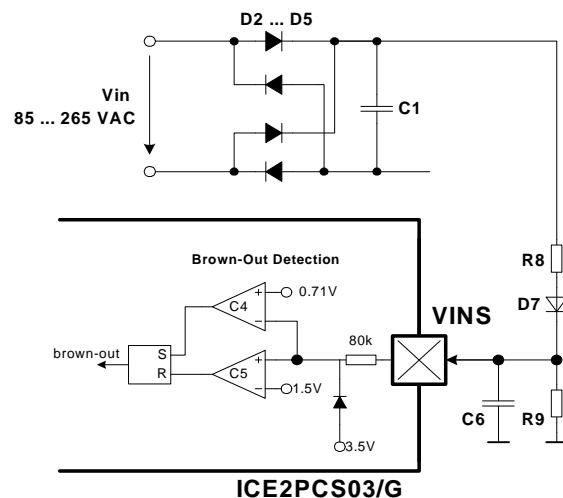 D2 ... D5
Vin
85 ... 265 VAC
C1
R8
Brown-Out Detection
D7
C4
0.71V
VINS
80k
brown-out
S
R
C5
1.5V
C6
R9
3.5V
ICE2PCS03/G